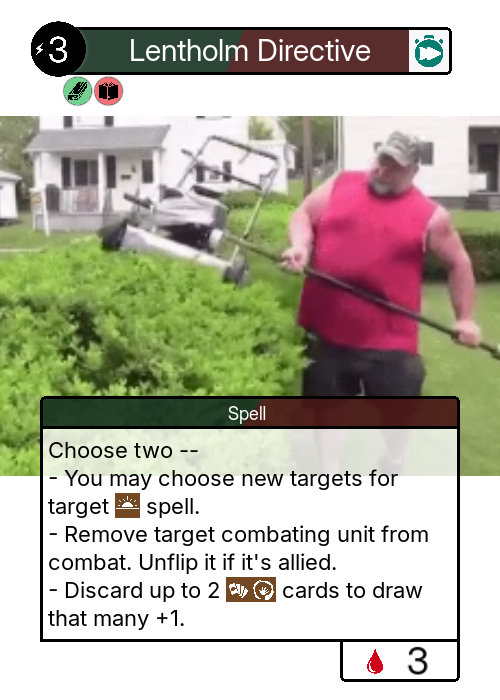 3
Lentholm Directive
Spell
Choose two --
- You may choose new targets for
target spell.
- Remove target combating unit from
combat. Unflip it if it's allied.
- Discard up to 2 cards to draw
that many +1.
3